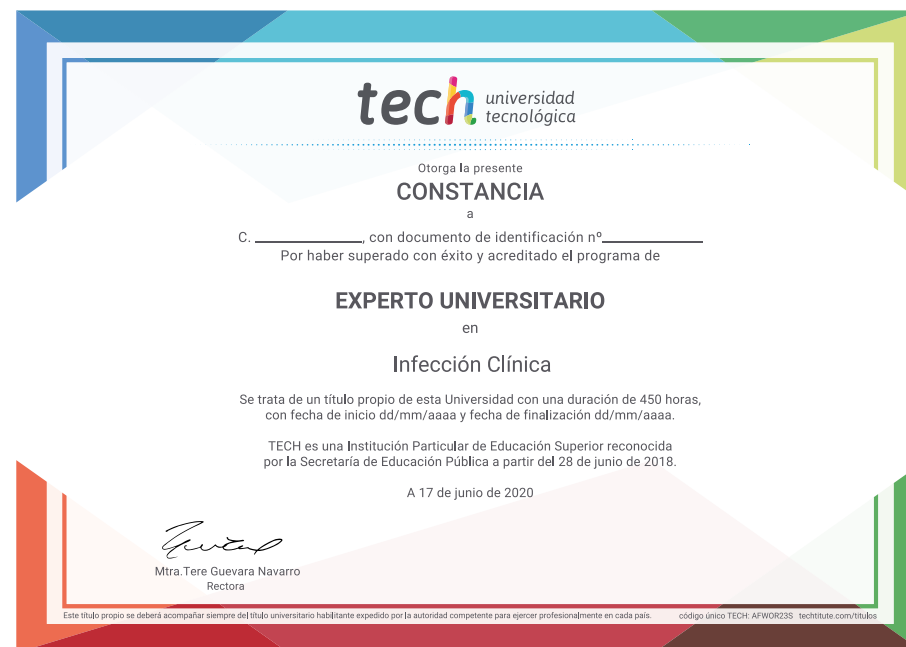 tech universidad
tecnológica
Otorga la presente
CONSTANCIA
a
C. ____________, con documento de identificación nº____________
Por haber superado con éxito y acreditado el programa de
EXPERTO UNIVERSITARIO
en
Infección Clínica
Se trata de un título propio de esta Universidad con una duración de 450 horas,
con fecha de inicio dd/mm/aaaa y fecha de finalización dd/mm/aaaa.
TECH es una Institución Particular de Educación Superior reconocida
por la Secretaría de Educación Pública a partir del 28 de junio de 2018.
A 17 de junio de 2020
Mtra.Tere Guevara Navarro
Rectora
Este título propio se deberá acompañar siempre del título universitario habilitante expedido por la autoridad competente para ejercer profesionalmente en cada país. código único TECH: AFWOR23S techtitute.com/titulos